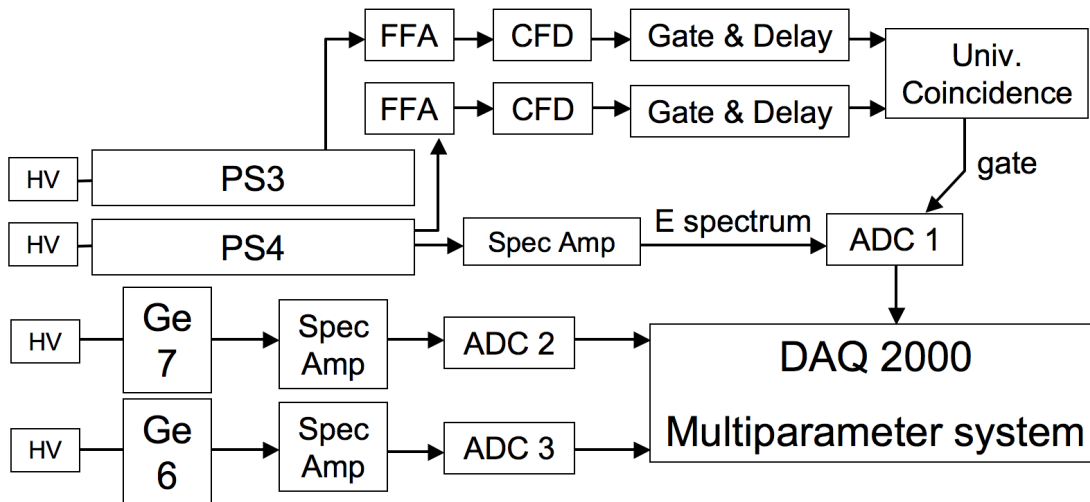 FFA
CFD
Gate & Delay
Univ.
Coincidence
FFA
CFD
Gate & Delay
gate
HV
PS3
HV
PS4
Spec Amp
E spectrum
ADC 1
HV
Ge
7
Spec
Amp
ADC 2
DAQ 2000
Multiparameter system
HV
Ge
6
Spec
Amp
ADC 3